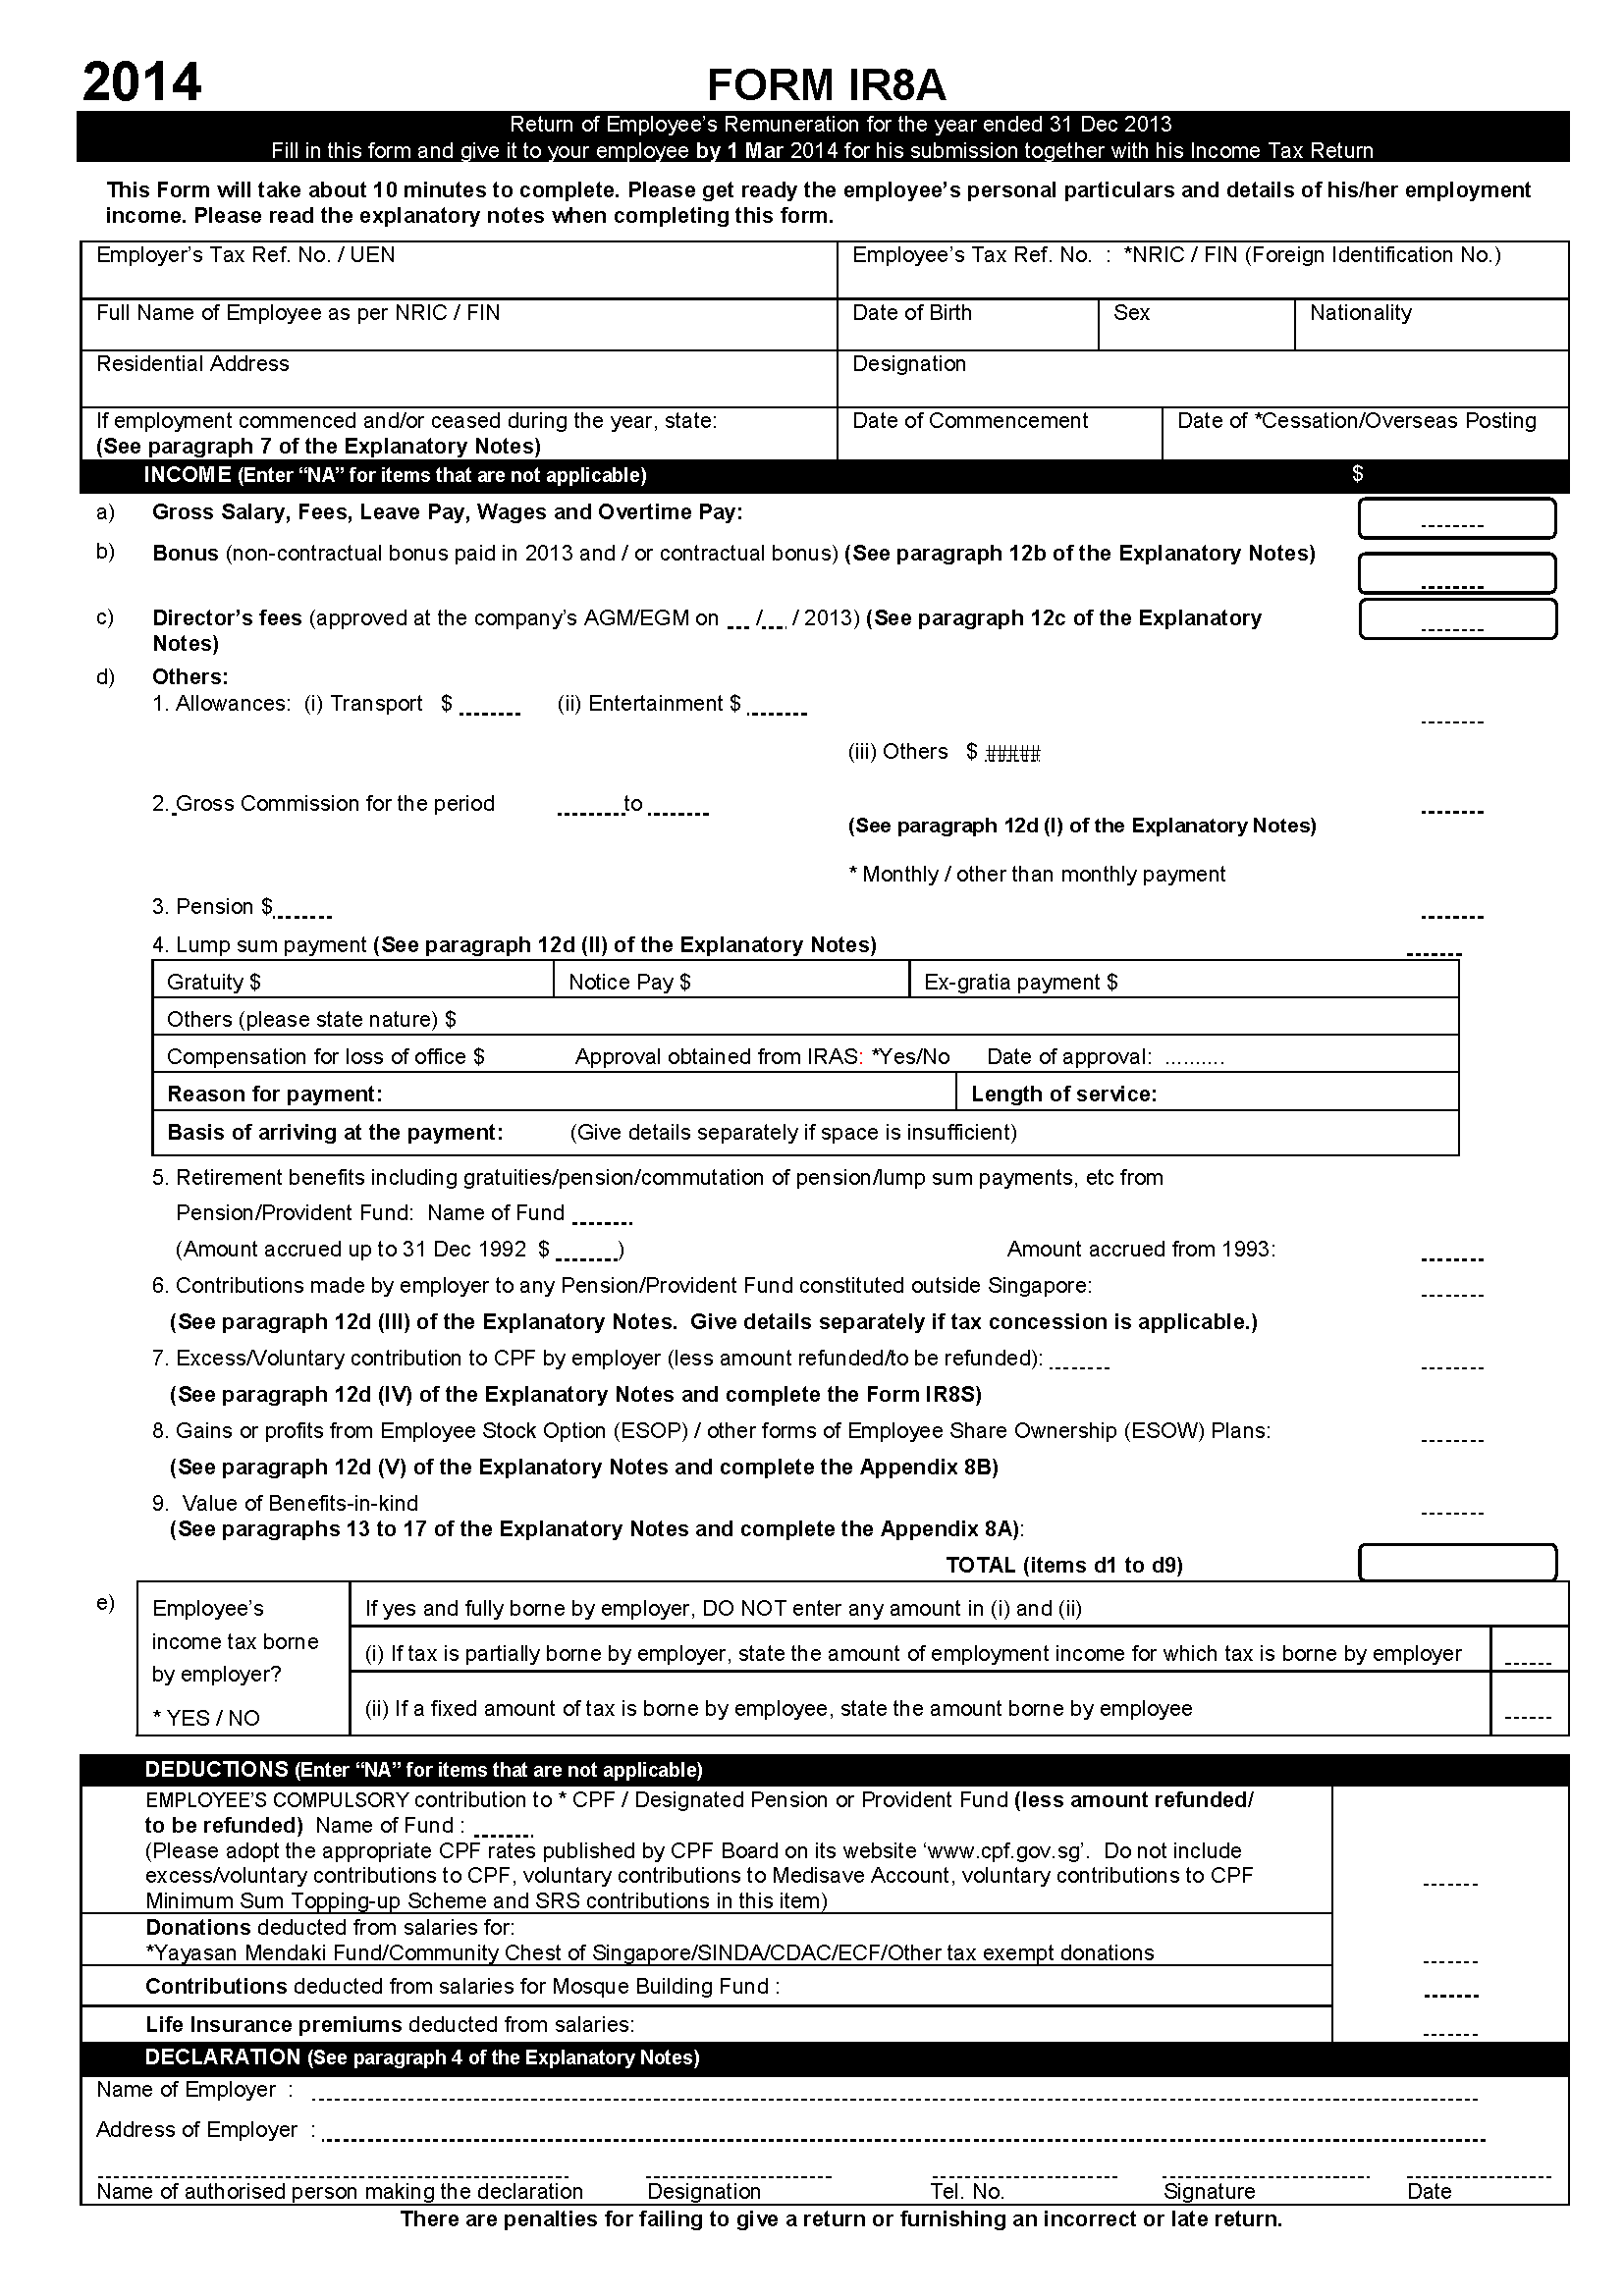 2014
FORM IR8A
Return of Employee's Remuneration for the year ended 31 Dec 2013
Fill in this form and give it to your employee by 1 Mar 2014 for his submission together with his Income Tax Return
This Form will take about 10 minutes to complete. Please get ready the employee's personal particulars and details of his/her employment
income. Please read the explanatory notes when completing this form.
Employer's Tax Ref. No. / UEN
Employee's Tax Ref. No. : *NRIC / FIN (Foreign Identification No.)
Full Name of Employee as per NRIC / FIN
Date of Birth
Sex
Nationality
Residential Address
Designation
If employment commenced and/or ceased during the year, state:
(See paragraph 7 of the Explanatory Notes)
Date of Commencement
Date of *Cessation/Overseas Posting
INCOME (Enter “NA” for items that are not applicable) $
a) Gross Salary, Fees, Leave Pay, Wages and Overtime Pay: --------
b) Bonus (non-contractual bonus paid in 2013 and / or contractual bonus) (See paragraph 12b of the Explanatory Notes) --------
c) Director's fees (approved at the company's AGM/EGM on ... /... / 2013) (See paragraph 12c of the Explanatory --------
Notes)
d) Others:
1. Allowances: (i) Transport $ ........ (ii) Entertainment $ ........ --------
(iii) Others $ #####
2. Gross Commission for the period ......... to ........ --------
(See paragraph 12d (I) of the Explanatory Notes)
* Monthly / other than monthly payment
3. Pension $........ --------
4. Lump sum payment (See paragraph 12d (II) of the Explanatory Notes) -------
Gratuity $
Notice Pay $
Ex-gratia payment $
Others (please state nature) $
Compensation for loss of office $ Approval obtained from IRAS: *Yes/No Date of approval: ..........
Reason for payment:
Length of service:
Basis of arriving at the payment: (Give details separately if space is insufficient)
5. Retirement benefits including gratuities/pension/commutation of pension/lump sum payments, etc from
Pension/Provident Fund: Name of Fund ........
(Amount accrued up to 31 Dec 1992 $ ........) Amount accrued from 1993: --------
6. Contributions made by employer to any Pension/Provident Fund constituted outside Singapore: --------
(See paragraph 12d (III) of the Explanatory Notes. Give details separately if tax concession is applicable.)
7. Excess/Voluntary contribution to CPF by employer (less amount refunded/to be refunded): ........ --------
(See paragraph 12d (IV) of the Explanatory Notes and complete the Form IR8S)
8. Gains or profits from Employee Stock Option (ESOP) / other forms of Employee Share Ownership (ESOW) Plans: --------
(See paragraph 12d (V) of the Explanatory Notes and complete the Appendix 8B)
9. Value of Benefits-in-kind --------
(See paragraphs 13 to 17 of the Explanatory Notes and complete the Appendix 8A):
TOTAL (items d1 to d9)
e) Employee's
income tax borne
by employer?
* YES / NO
If yes and fully borne by employer, DO NOT enter any amount in (i) and (ii)
(i) If tax is partially borne by employer, state the amount of employment income for which tax is borne by employer ------
(ii) If a fixed amount of tax is borne by employee, state the amount borne by employee ------
DEDUCTIONS (Enter “NA” for items that are not applicable)
EMPLOYEE'S COMPULSORY contribution to * CPF / Designated Pension or Provident Fund (less amount refunded/
to be refunded) Name of Fund : ........
(Please adopt the appropriate CPF rates published by CPF Board on its website ‘www.cpf.gov.sg’. Do not include
excess/voluntary contributions to CPF, voluntary contributions to Medisave Account, voluntary contributions to CPF -------
Minimum Sum Topping-up Scheme and SRS contributions in this item)
Donations deducted from salaries for:
*Yayasan Mendaki Fund/Community Chest of Singapore/SINDA/CDAC/ECF/Other tax exempt donations -------
Contributions deducted from salaries for Mosque Building Fund : -------
Life Insurance premiums deducted from salaries: -------
DECLARATION (See paragraph 4 of the Explanatory Notes)
Name of Employer :
Address of Employer :
Name of authorised person making the declaration Designation Tel. No. Signature Date
There are penalties for failing to give a return or furnishing an incorrect or late return.